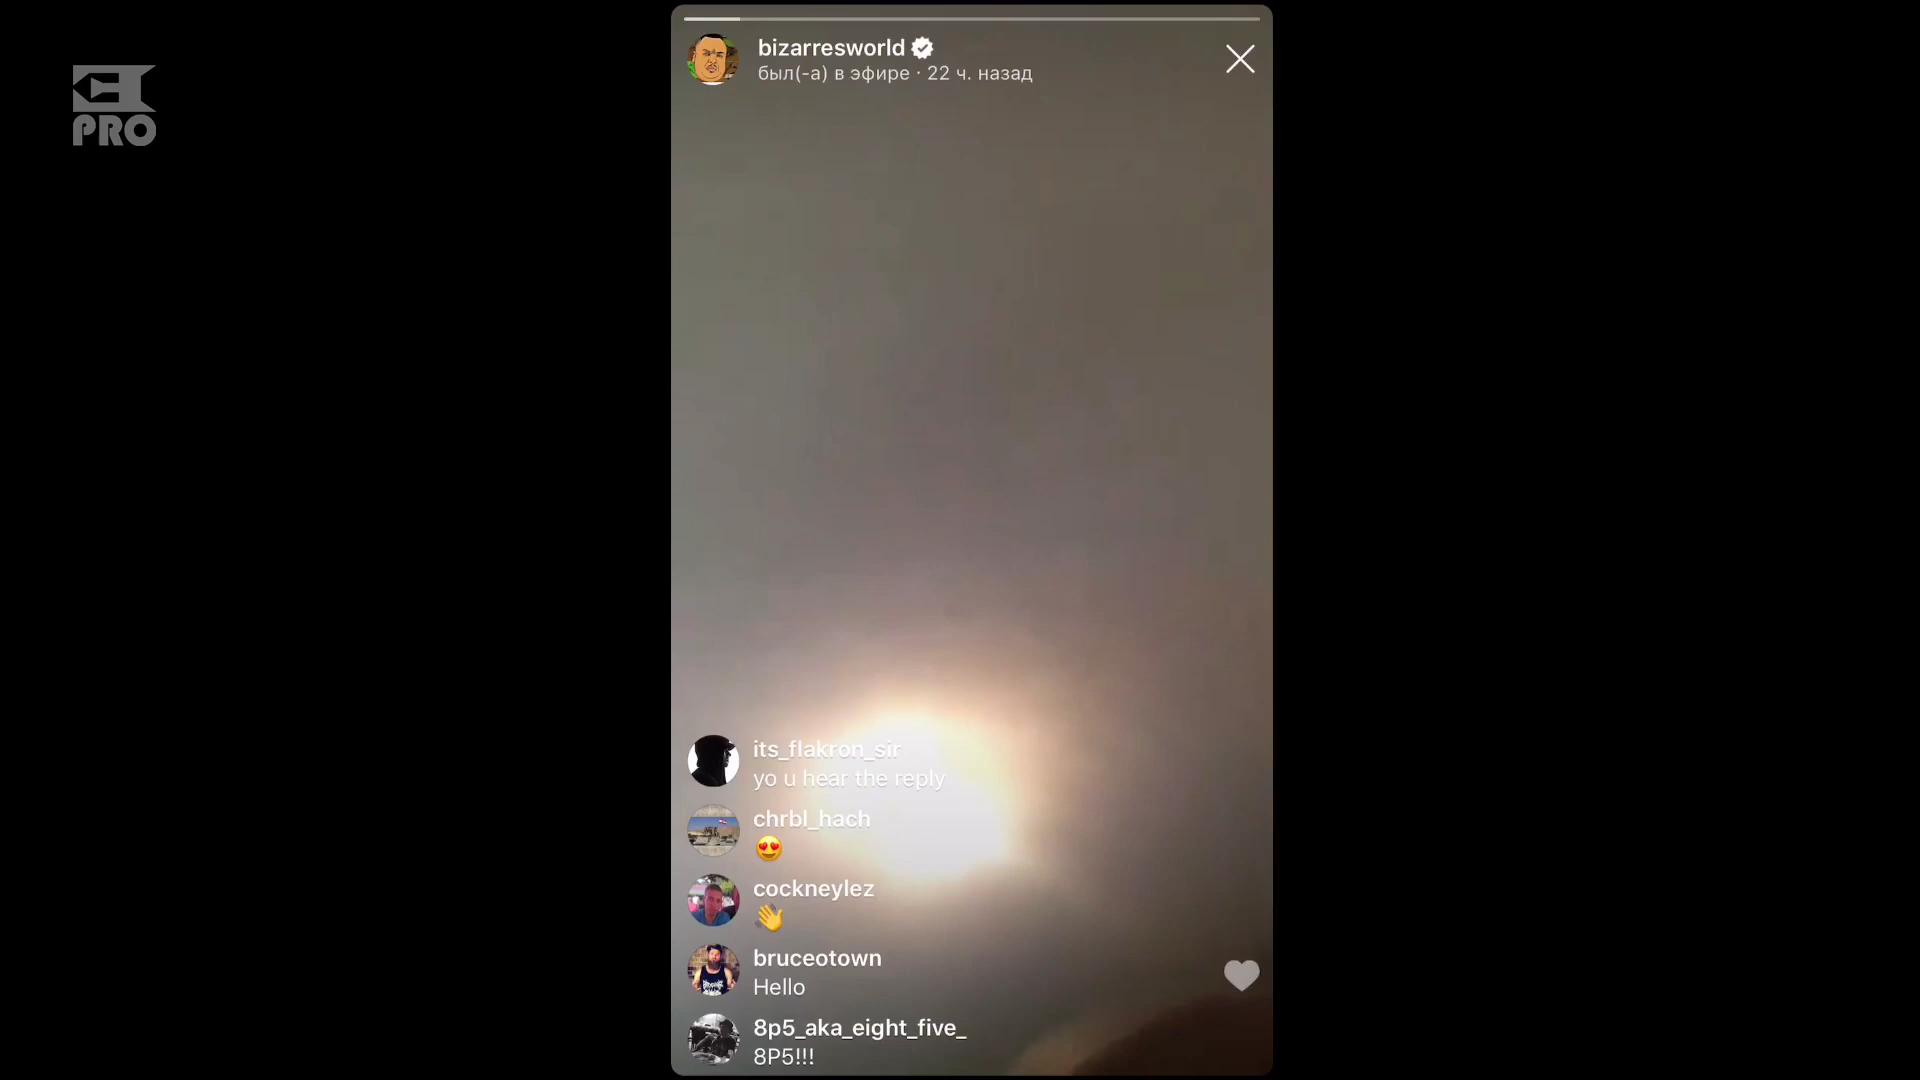 PRO
bizarresworld
был(-а) в эфире · 22 ч. назад
its_flakron_sir
yo u hear the reply
chrbl_hach
😍
cockneylez
👋
bruceotown
Hello
8p5_aka_eight_five_
8P5!!!